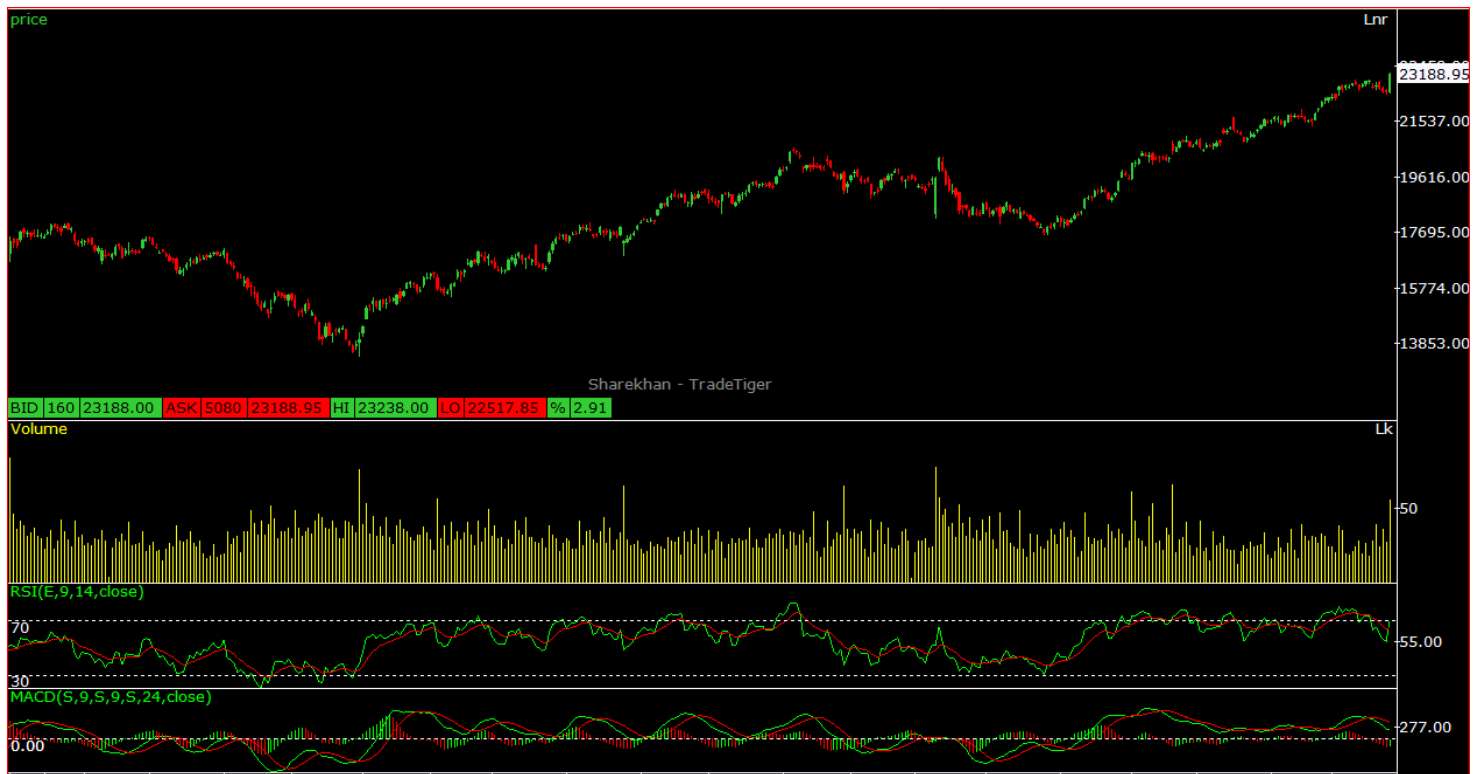 price
Lnr
23188.95
21537.00
19616.00
17695.00
15774.00
13853.00
Sharekhan - TradeTiger
BID 160 23188.00 ASK 5080 23188.95 HI 23238.00 LO 22517.85 % 2.91
Volume
Lk
50
RSI(E,9,14,close)
70
55.00
30
MACD(S,9,S,9,S,24,close)
277.00
0.00